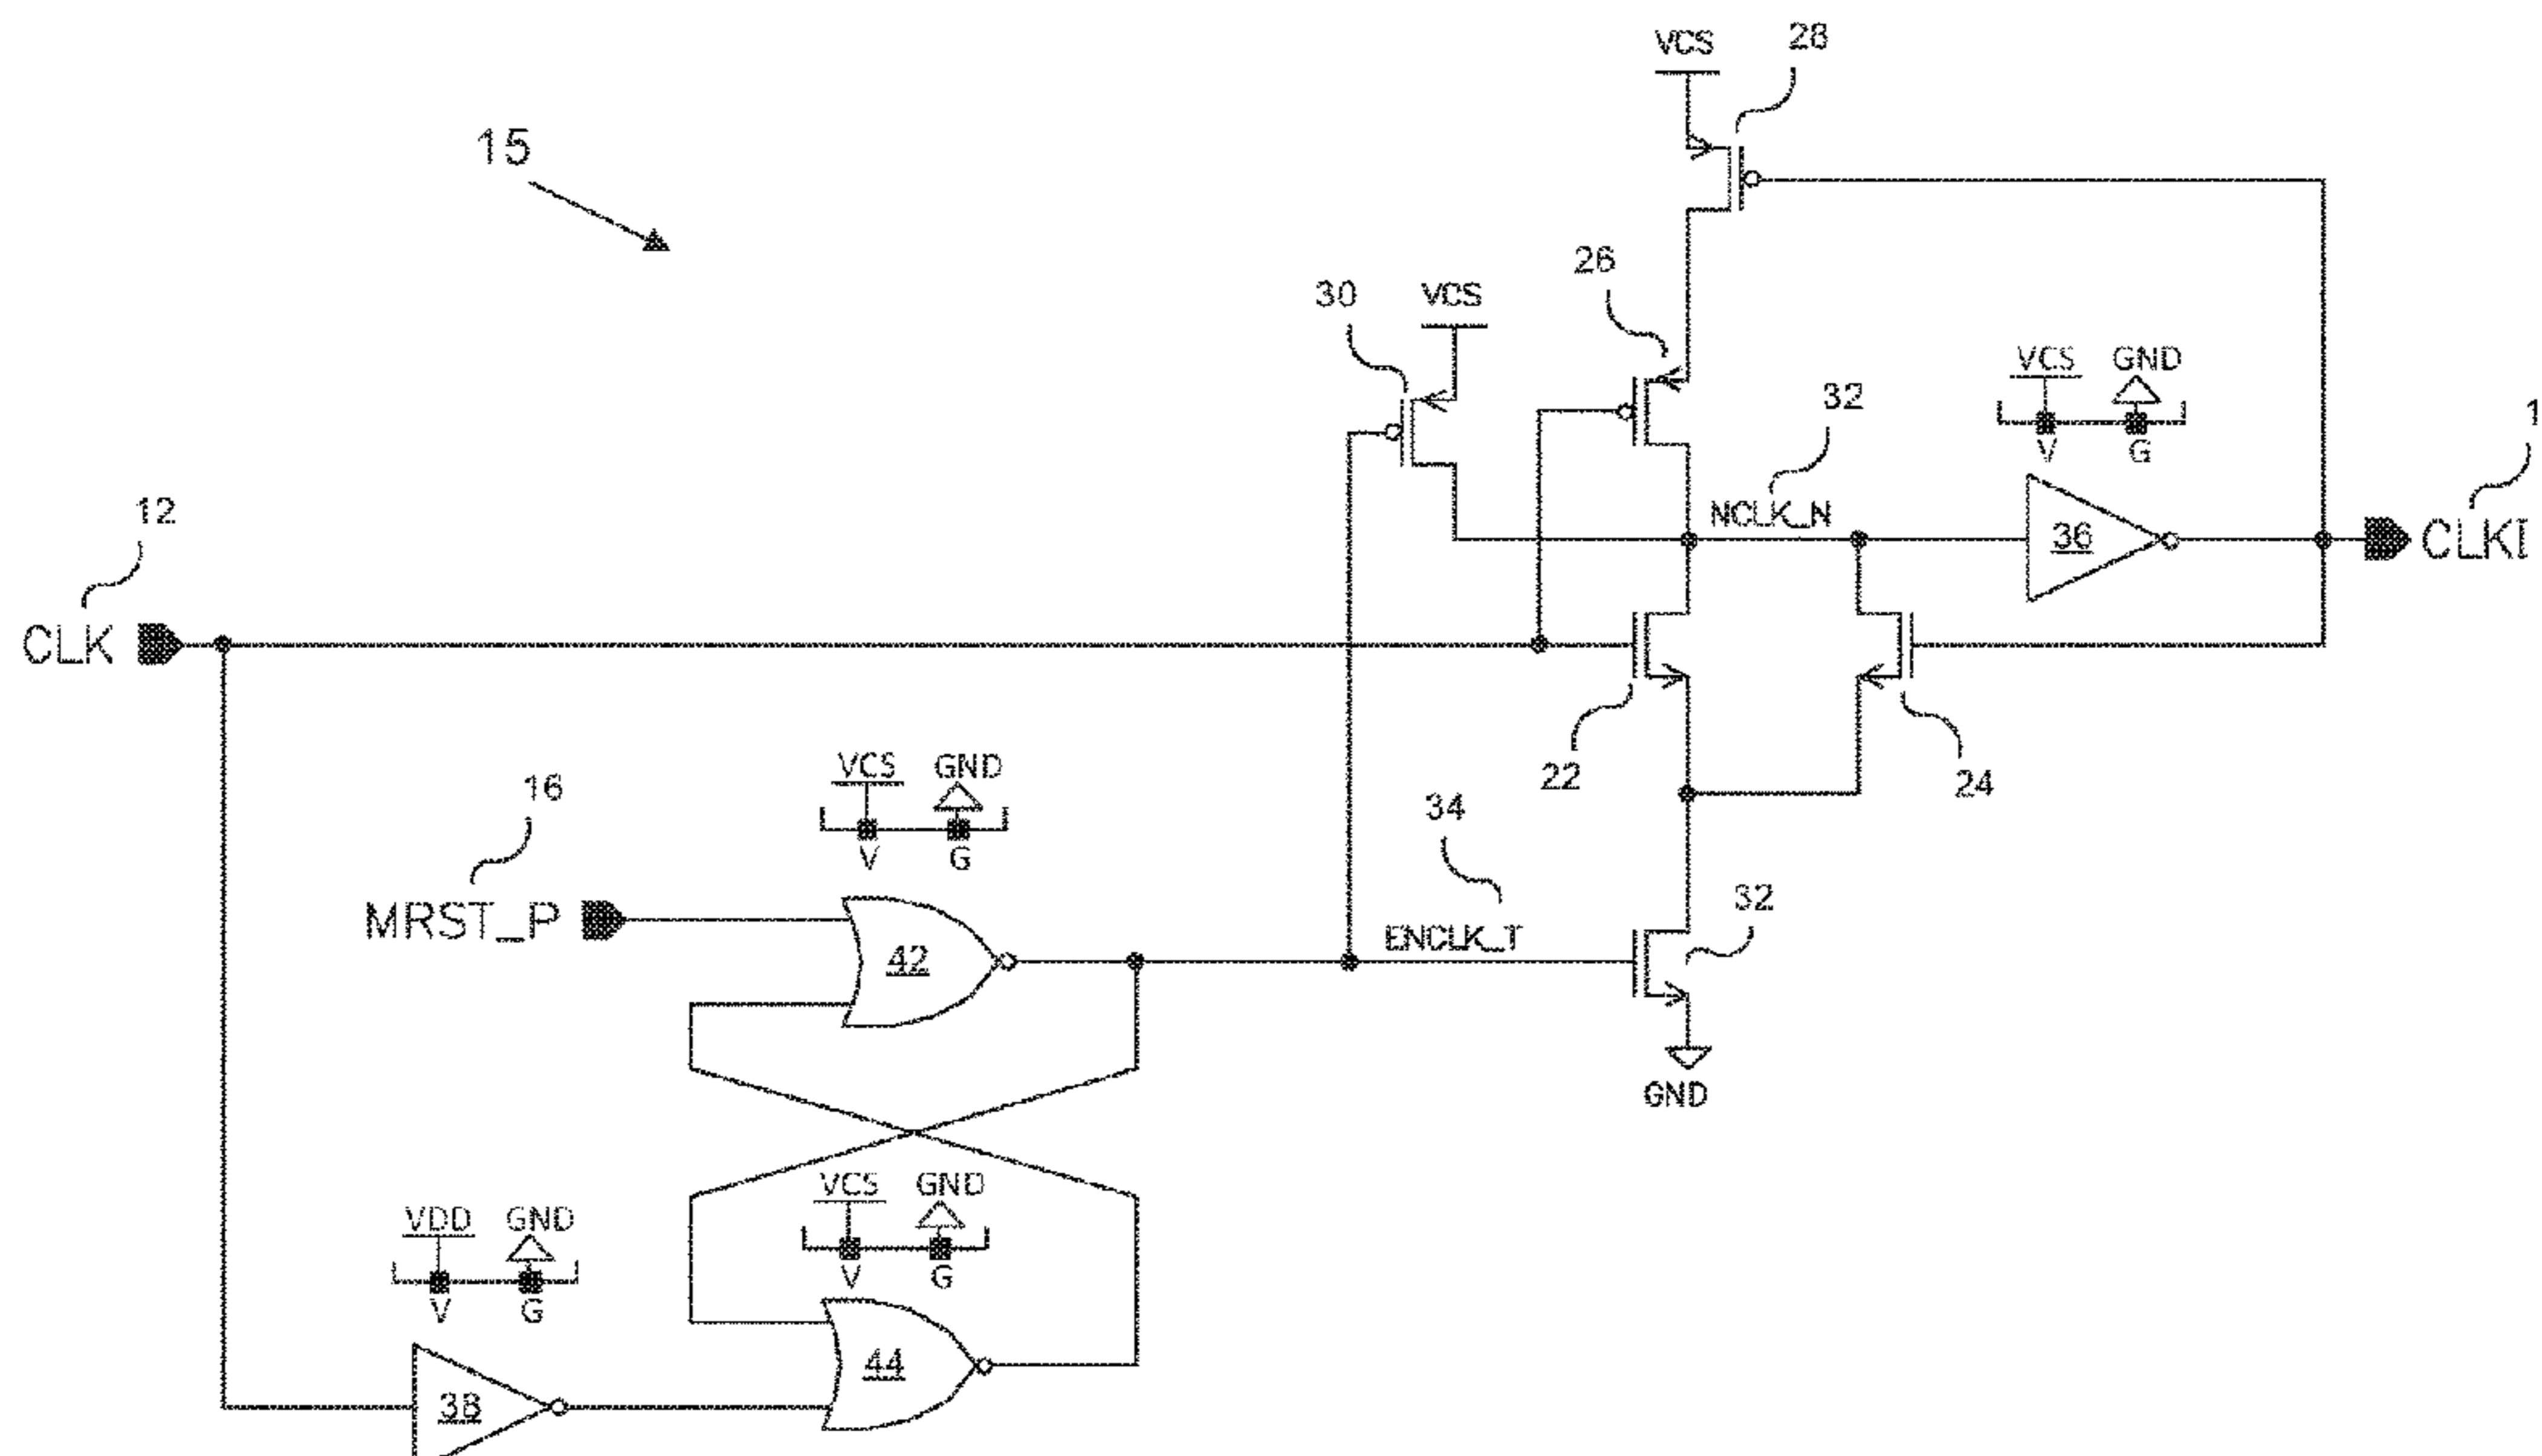 VCS
28
15
26
30
VCS
VCS
GND
32
1
V
G
12
NCLK_N
36
CLKI
CLK
22
24
VCS
GND
16
34
V
G
32
MRST_P
42
ENCLK_T
GND
VCS
GND
VDD
GND
V
G
V
G
44
38